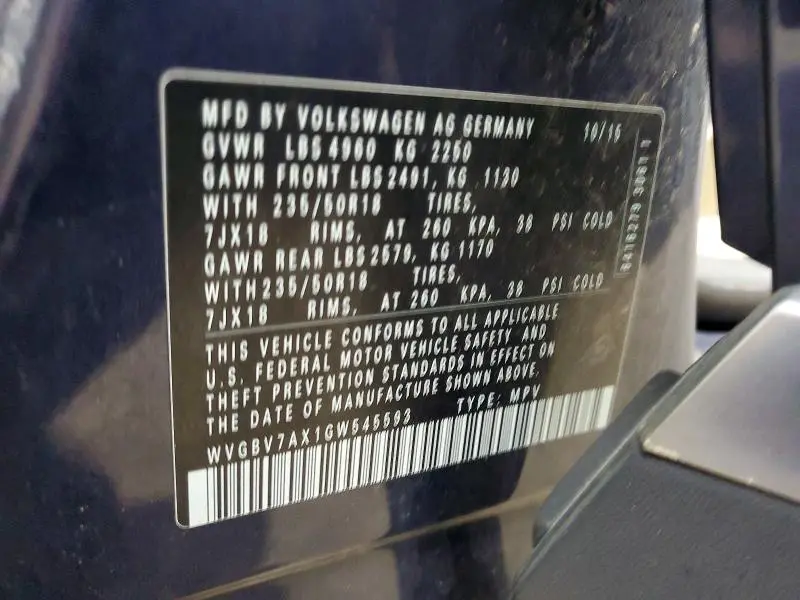 MFD BY VOLKSWAGEN AG GERMANY 10/15
GVWR LBS 4960 KG 2250
GAWR FRONT LBS 2491, KG 1130
WITH 235/50R18 TIRES,
7JX18 RIMS, AT 260 KPA, 38 PSI COLD
GAWR REAR LBS 2579, KG 1170
WITH 235/50R18 TIRES,
7JX18 RIMS, AT 260 KPA, 38 PSI COLD
THIS VEHICLE CONFORMS TO ALL APPLICABLE
U.S. FEDERAL MOTOR VEHICLE SAFETY AND
THEFT PREVENTION STANDARDS IN EFFECT ON
THE DATE OF MANUFACTURE SHOWN ABOVE.
WVGBV7AX1GW545593 TYPE: MPV